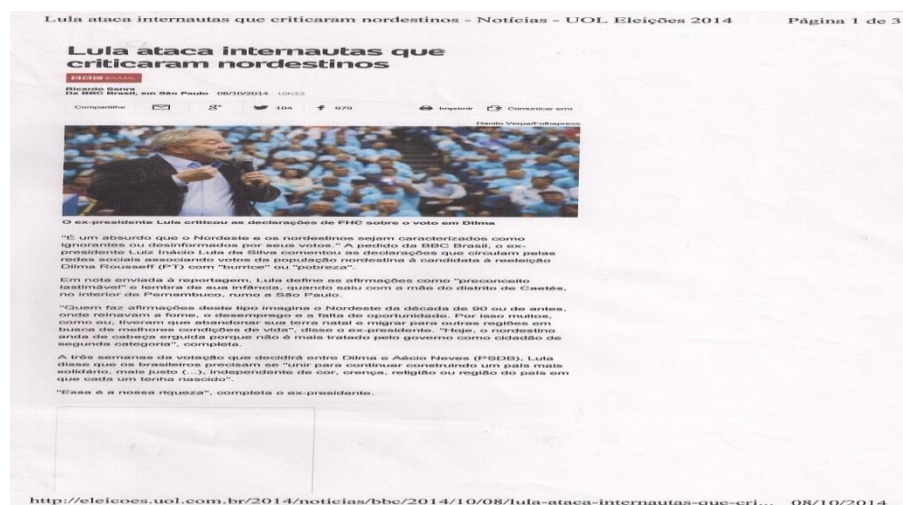 Lula ataca internautas que criticaram nordestinos - Notícias - UOL Eleições 2014 Página 1 de 3
Lula ataca internautas que
criticaram nordestinos
BBC BRASIL
Ricardo Senra
Da BBC Brasil, em São Paulo 08/10/2014 10h33
Compartilhe 104 979 Imprimir Comunicar erro
Danilo Verpa/Folhapress
O ex-presidente Lula criticou as declarações de FHC sobre o voto em Dilma
"É um absurdo que o Nordeste e os nordestinos sejam caracterizados como
ignorantes ou desinformados por seus votos." A pedido da BBC Brasil, o ex-
presidente Luiz Inácio Lula da Silva comentou as declarações que circulam pelas
redes sociais associando votos da população nordestina à candidata à reeleição
Dilma Rousseff (PT) com "burrice" ou "pobreza".
Em nota enviada à reportagem, Lula define as afirmações como "preconceito
lastimável" e lembra de sua infância, quando saiu com a mãe do distrito de Caetés,
no interior de Pernambuco, rumo a São Paulo.
"Quem faz afirmações deste tipo imagina o Nordeste da década de 90 ou de antes,
onde reinavam a fome, o desemprego e a falta de oportunidade. Por isso muitos,
como eu, tiveram que abandonar sua terra natal e migrar para outras regiões em
busca de melhores condições de vida", disse o ex-presidente. "Hoje, o nordestino
anda de cabeça erguida porque não é mais tratado pelo governo como cidadão de
segunda categoria", completa.
A três semanas da votação que decidirá entre Dilma e Aécio Neves (PSDB), Lula
disse que os brasileiros precisam se "unir para continuar construindo um país mais
solidário, mais justo (...), independente de cor, crença, religião ou região do país em
que cada um tenha nascido".
"Essa é a nossa riqueza", completa o ex-presidente.
http://eleicoes.uol.com.br/2014/noticias/bbc/2014/10/08/lula-ataca-internautas-que-cri... 08/10/2014